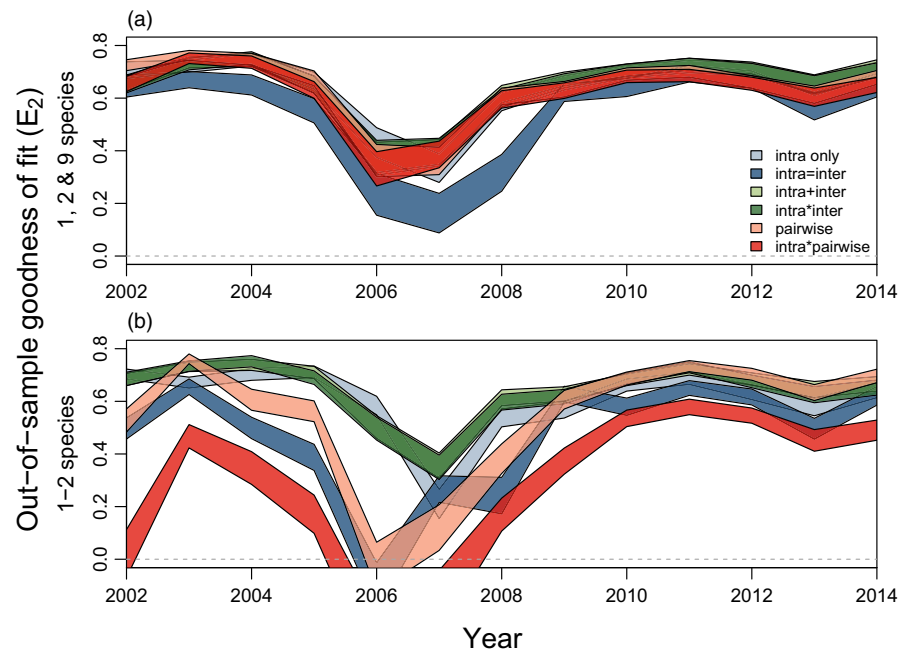 (a)
Out−of−sample goodness of fit (E2)
1, 2 & 9 species
0.8
0.6
0.4
0.2
0.0
intra only
intra=inter
intra+inter
intra*inter
pairwise
intra*pairwise
2002 2004 2006 2008 2010 2012 2014
(b)
1−2 species
0.8
0.6
0.4
0.2
0.0
2002 2004 2006 2008 2010 2012 2014
Year